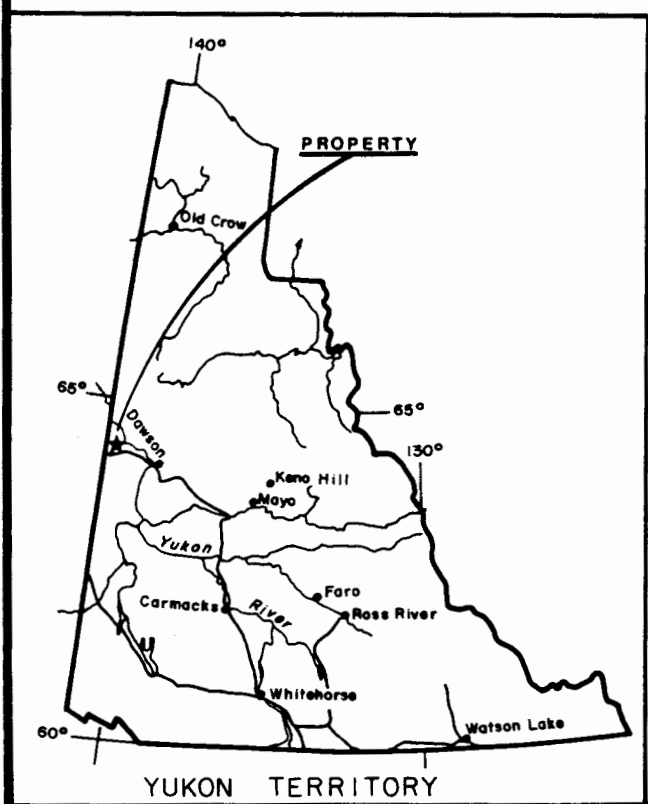 140°
PROPERTY
Old Crow
65°
65°
Dawson
130°
Keno Hill
Mayo
Yukon
Faro
Carmacks
River
Ross River
Whitehorse
60°
Watson Lake
YUKON TERRITORY